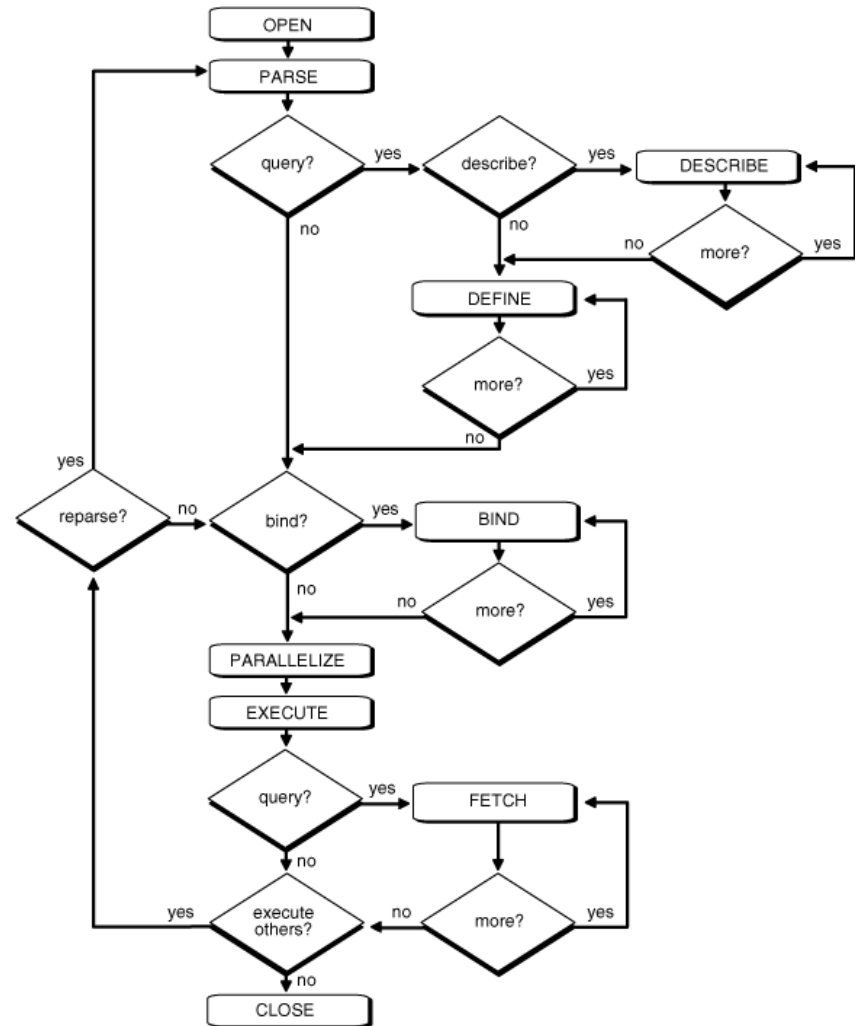 OPEN
PARSE
query?
yes
describe?
yes
DESCRIBE
no
no
no
more?
yes
DEFINE
more?
yes
no
yes
reparse?
no
bind?
yes
BIND
no
no
more?
yes
PARALLELIZE
EXECUTE
query?
yes
FETCH
no
yes
execute
others?
no
more?
yes
no
CLOSE